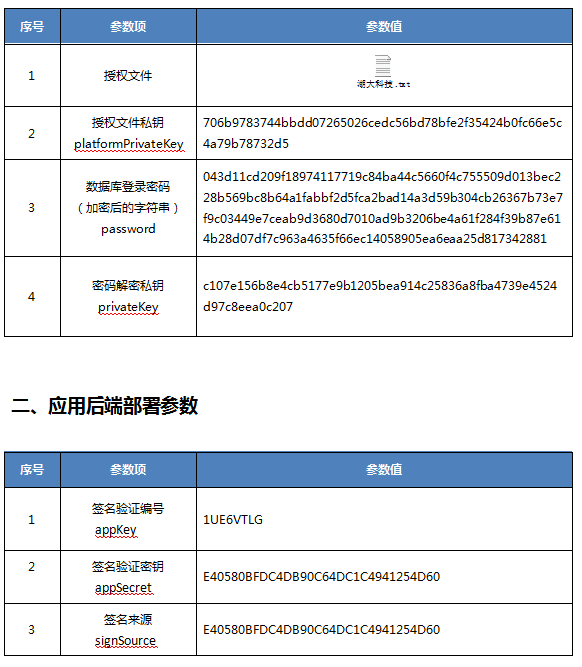 序号 参数项 参数值
1 授权文件
潮大科技.txt
2 授权文件私钥
platformPrivateKey
706b9783744bbdd07265026cedc56bd78bfe2f35424b0fc66e5c
4a79b78732d5
3 数据库登录密码
（加密后的字符串）
password
043d11cd209f18974117719c84ba44c5660f4c755509d013bec2
28b569bc8b64a1fabbf2d5fca2bad14a3d59b304cb26367b73e7
f9c03449e7ceab9d3680d7010ad9b3206be4a61f284f39b87e61
4b28d07df7c963a4635f66ec14058905ea6eaa25d817342881
4 密码解密私钥
privateKey
c107e156b8e4cb5177e9b1205bea914c25836a8fba4739e4524
d97c8eea0c207
二、应用后端部署参数
序号 参数项 参数值
1 签名验证编号
appKey
1UE6VTLG
2 签名验证密钥
appSecret
E40580BFDC4DB90C64DC1C4941254D60
3 签名来源
signSource
E40580BFDC4DB90C64DC1C4941254D60